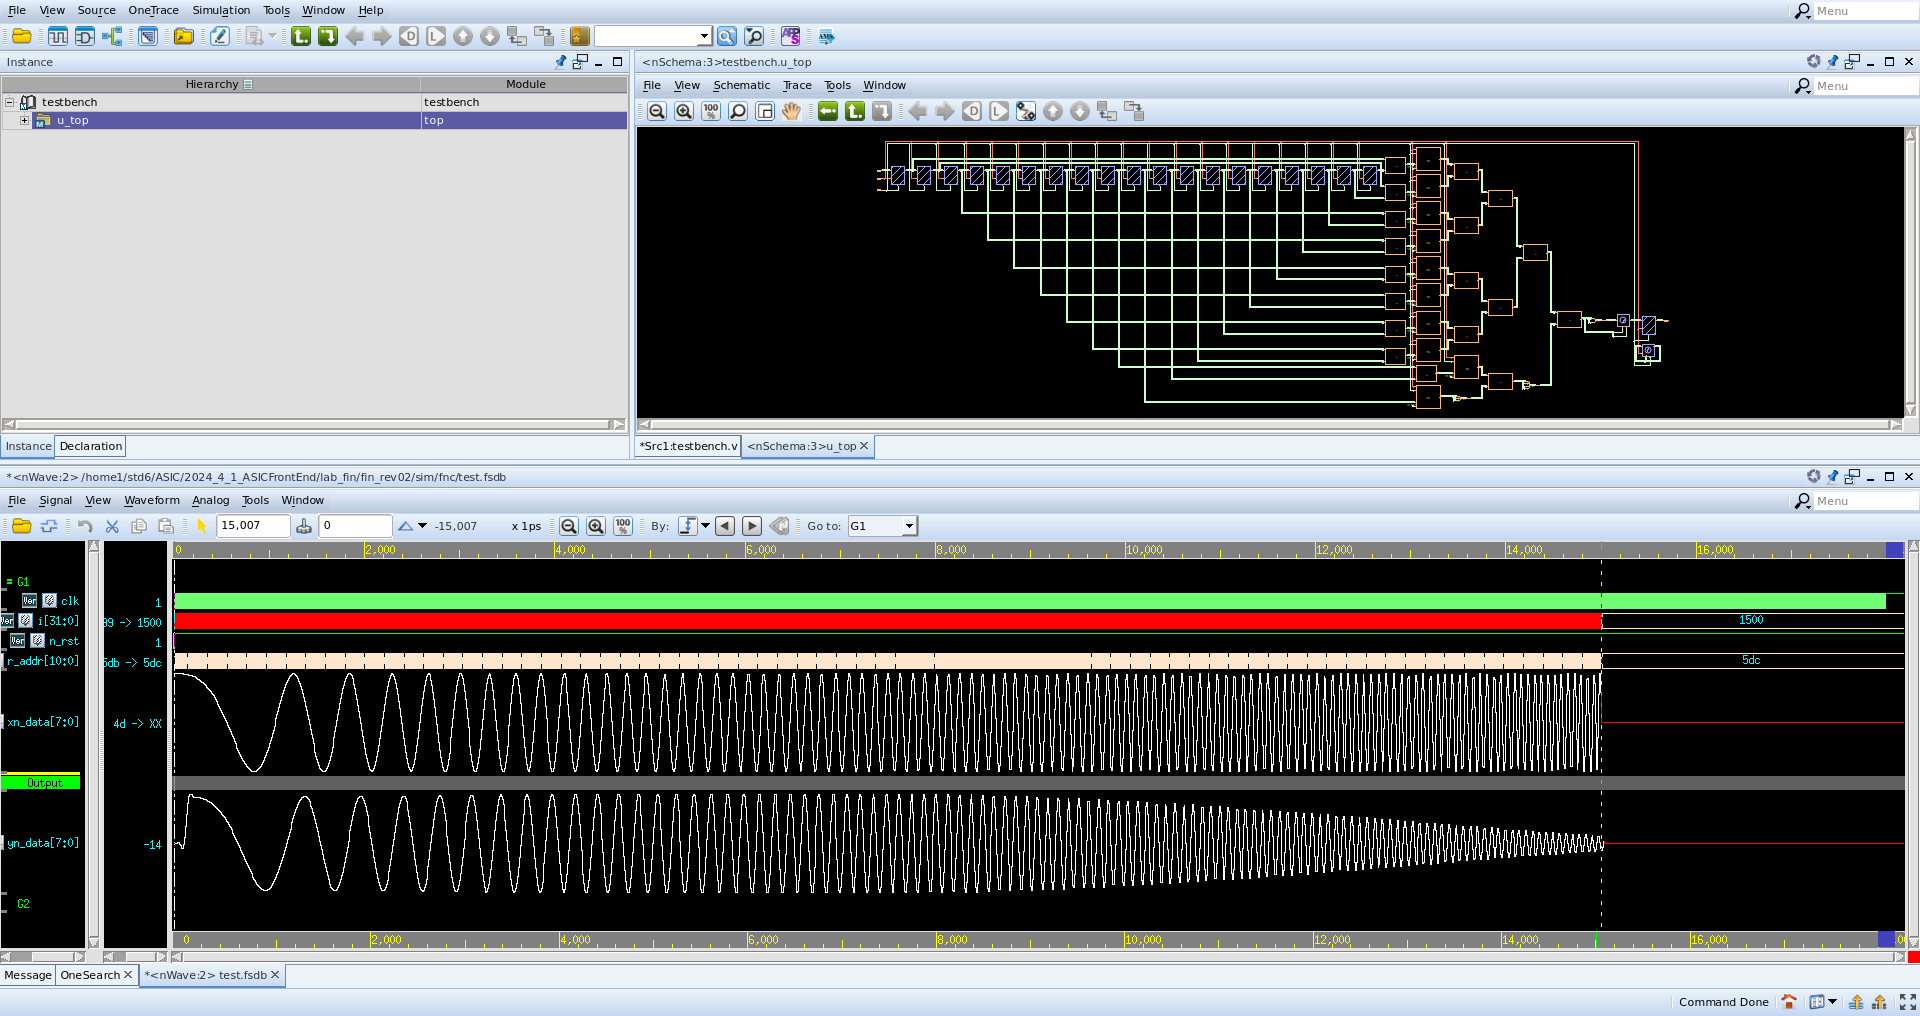 File View Source OneTrace Simulation Tools Window Help
Menu
Instance
<nSchema:3>testbench.u_top
Hierarchy Module
File View Schematic Trace Tools Window
Menu
testbench testbench
u_top top
100 %
Instance Declaration
*Src1:testbench.v <nSchema:3>u_top
*<nWave:2> /home1/std6/ASIC/2024_4_1_ASICFrontEnd/lab_fin/fin_rev02/sim/fnc/test.fsdb
File Signal View Waveform Analog Tools Window
Menu
15,007 0 -15,007 x 1ps 100 % By: Go to: G1
0 2,000 4,000 6,000 8,000 10,000 12,000 14,000 16,000
= G1
Ver clk 1
Ver i[31:0] 99 -> 1500 1500
Ver n_rst 1
r_addr[10:0] 5db -> 5dc 5dc
xn_data[7:0] 4d -> XX
Output
yn_data[7:0] -14
G2
0 2,000 4,000 6,000 8,000 10,000 12,000 14,000 16,000
Message OneSearch *<nWave:2> test.fsdb
Command Done